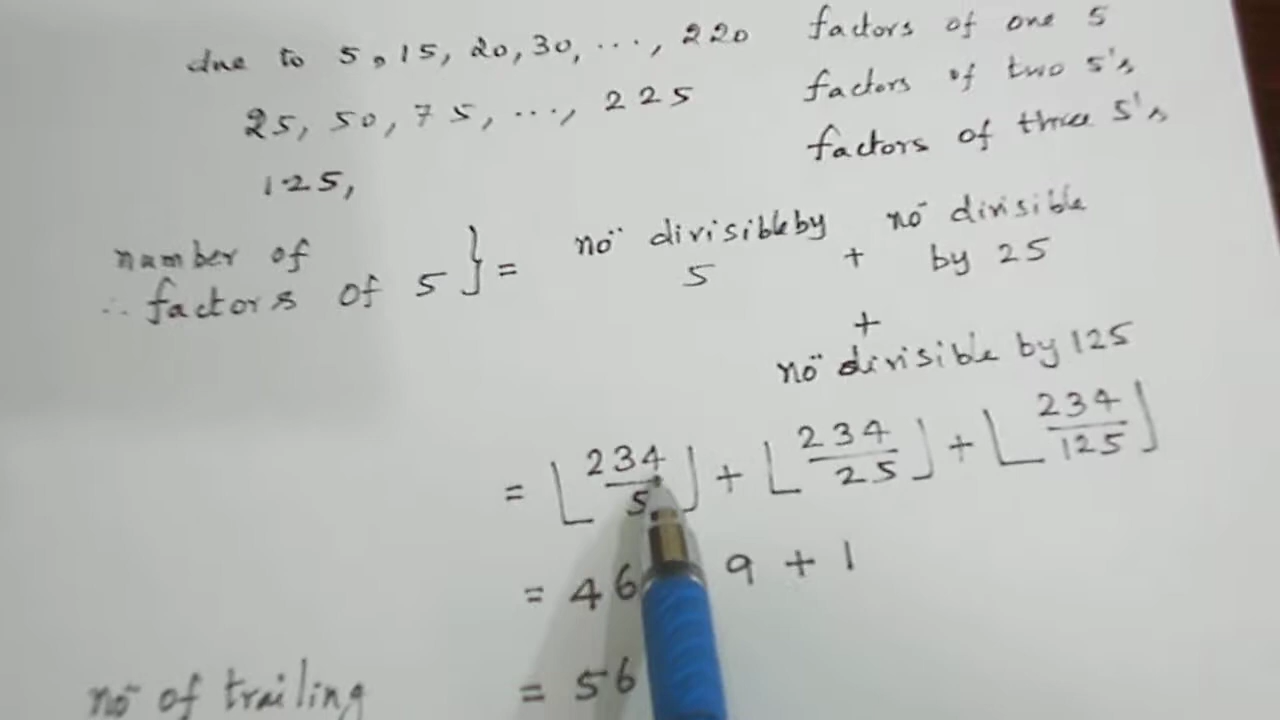 due to 5, 15, 20, 30, ..., 220 factors of one 5
25, 50, 75, ..., 225 factors of two 5's
125, factors of three 5's
number of
∴ factors of 5 } = no divisible by 5 + no divisible by 25
+
no divisible by 125
= ⌊234/5⌋ + ⌊234/25⌋ + ⌊234/125⌋
= 46 9 + 1
no of trailing = 56